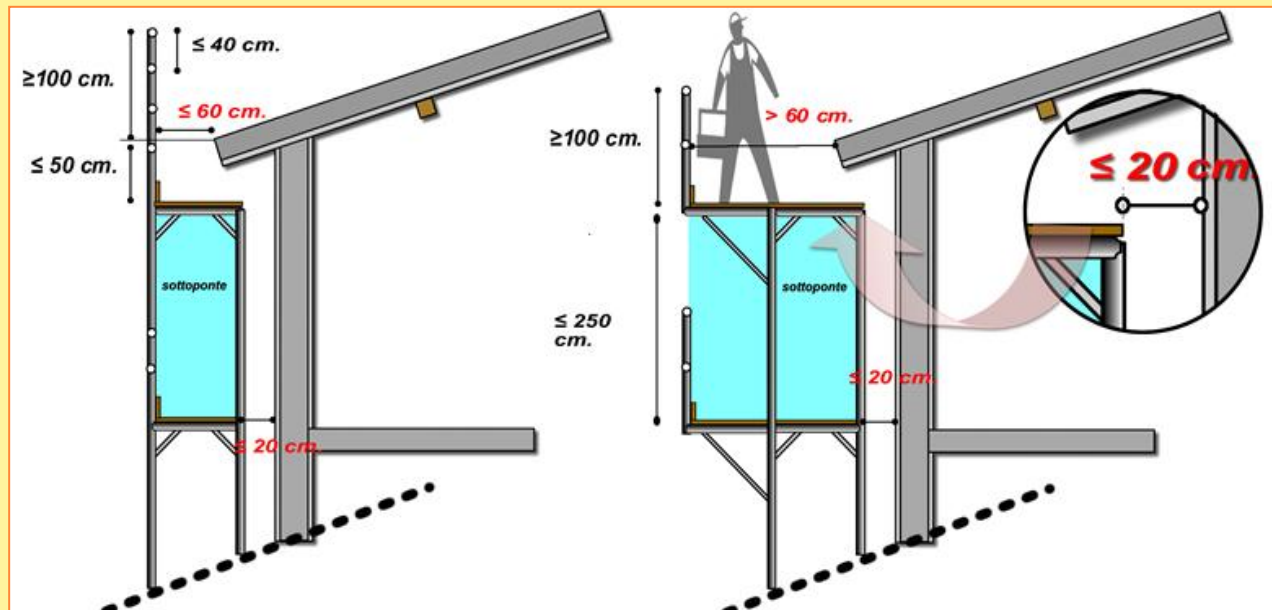 ≤ 40 cm.
≥100 cm.
≤ 60 cm.
≤ 50 cm.
sottoponte
≤ 20 cm.
> 60 cm.
≥100 cm.
≤ 20 cm.
sottoponte
≤ 250
cm.
≤ 20 cm.